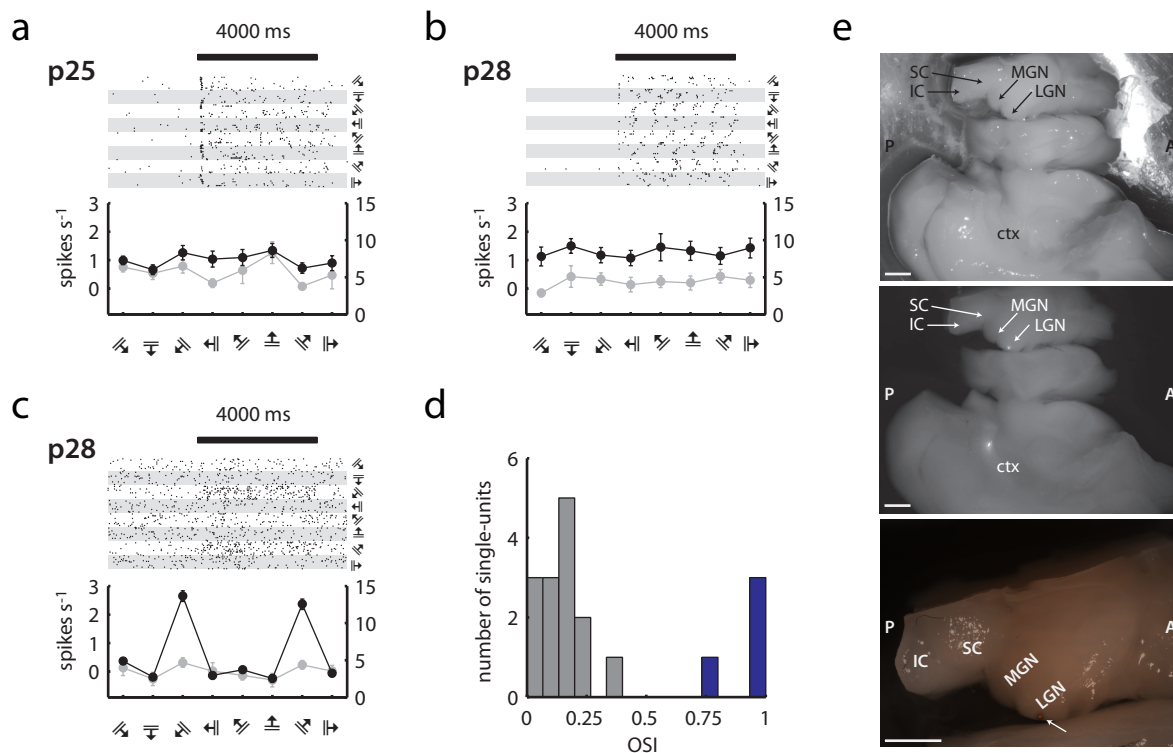 a
4000 ms
p25
spikes s-1
3
2
1
0
15
10
5
0
b
4000 ms
p28
3
2
1
0
15
10
5
0
c
4000 ms
p28
spikes s-1
3
2
1
0
15
10
5
0
d
number of single-units
6
4
2
0
0 0.25 0.5 0.75 1
OSI
e
SC MGN
IC LGN
P A
ctx
SC MGN
IC LGN
P A
ctx
P A
IC SC MGN LGN